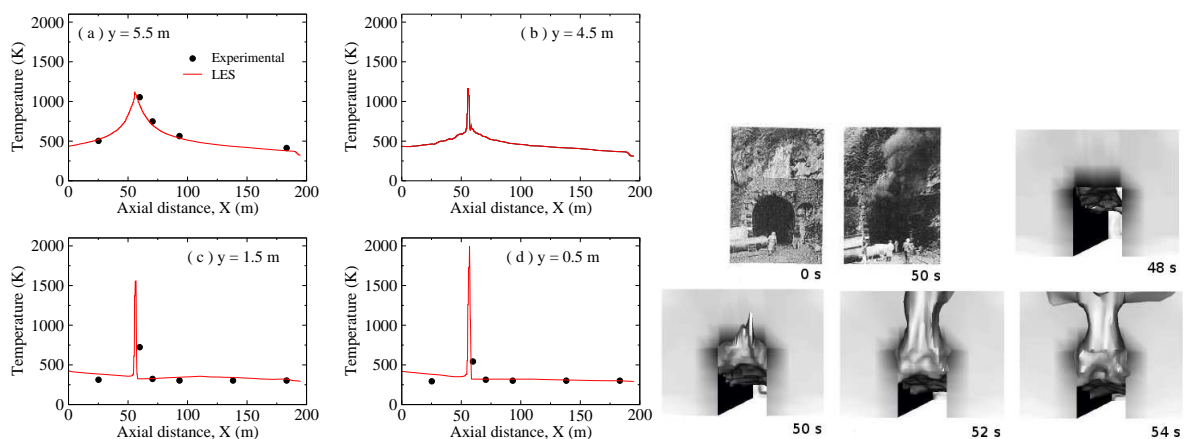 ( a ) y = 5.5 m
Experimental
LES
Temperature (K)
2000
1500
1000
500
0
0 50 100 150 200
Axial distance, X (m)
( b ) y = 4.5 m
Temperature (K)
2000
1500
1000
500
0
0 50 100 150 200
Axial distance, X (m)
( c ) y = 1.5 m
Temperature (K)
2000
1500
1000
500
0
0 50 100 150 200
Axial distance, X (m)
( d ) y = 0.5 m
Temperature (K)
2000
1500
1000
500
0
0 50 100 150 200
Axial distance, X (m)
0 s
50 s
48 s
50 s
52 s
54 s